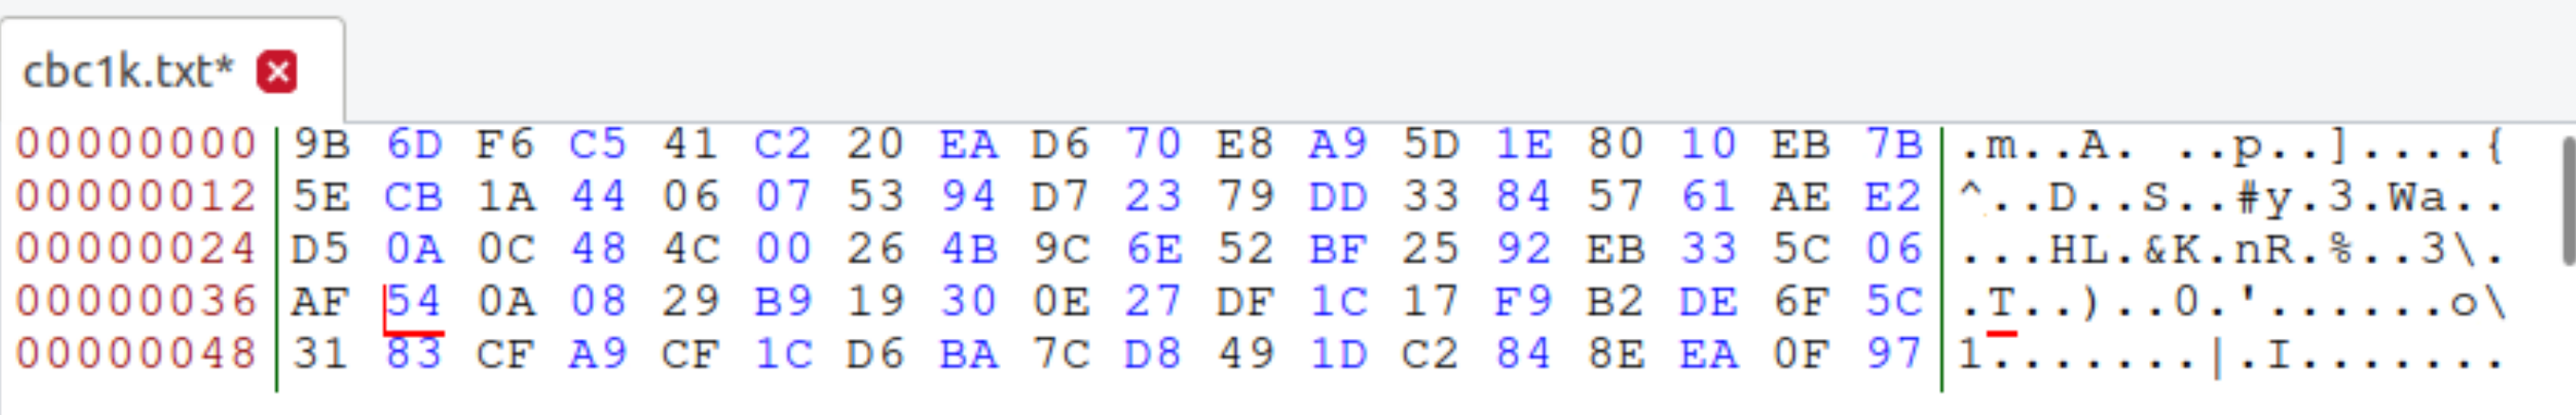 cbc1k.txt*
00000000 9B 6D F6 C5 41 C2 20 EA D6 70 E8 A9 5D 1E 80 10 EB 7B .m..A. ..p..]....{
00000012 5E CB 1A 44 06 07 53 94 D7 23 79 DD 33 84 57 61 AE E2 ^..D..S..#y.3.Wa..
00000024 D5 0A 0C 48 4C 00 26 4B 9C 6E 52 BF 25 92 EB 33 5C 06 ...HL.&K.nR.%..3\.
00000036 AF 54 0A 08 29 B9 19 30 0E 27 DF 1C 17 F9 B2 DE 6F 5C .T..)..0.'......o\
00000048 31 83 CF A9 CF 1C D6 BA 7C D8 49 1D C2 84 8E EA 0F 97 1.......|.I.......